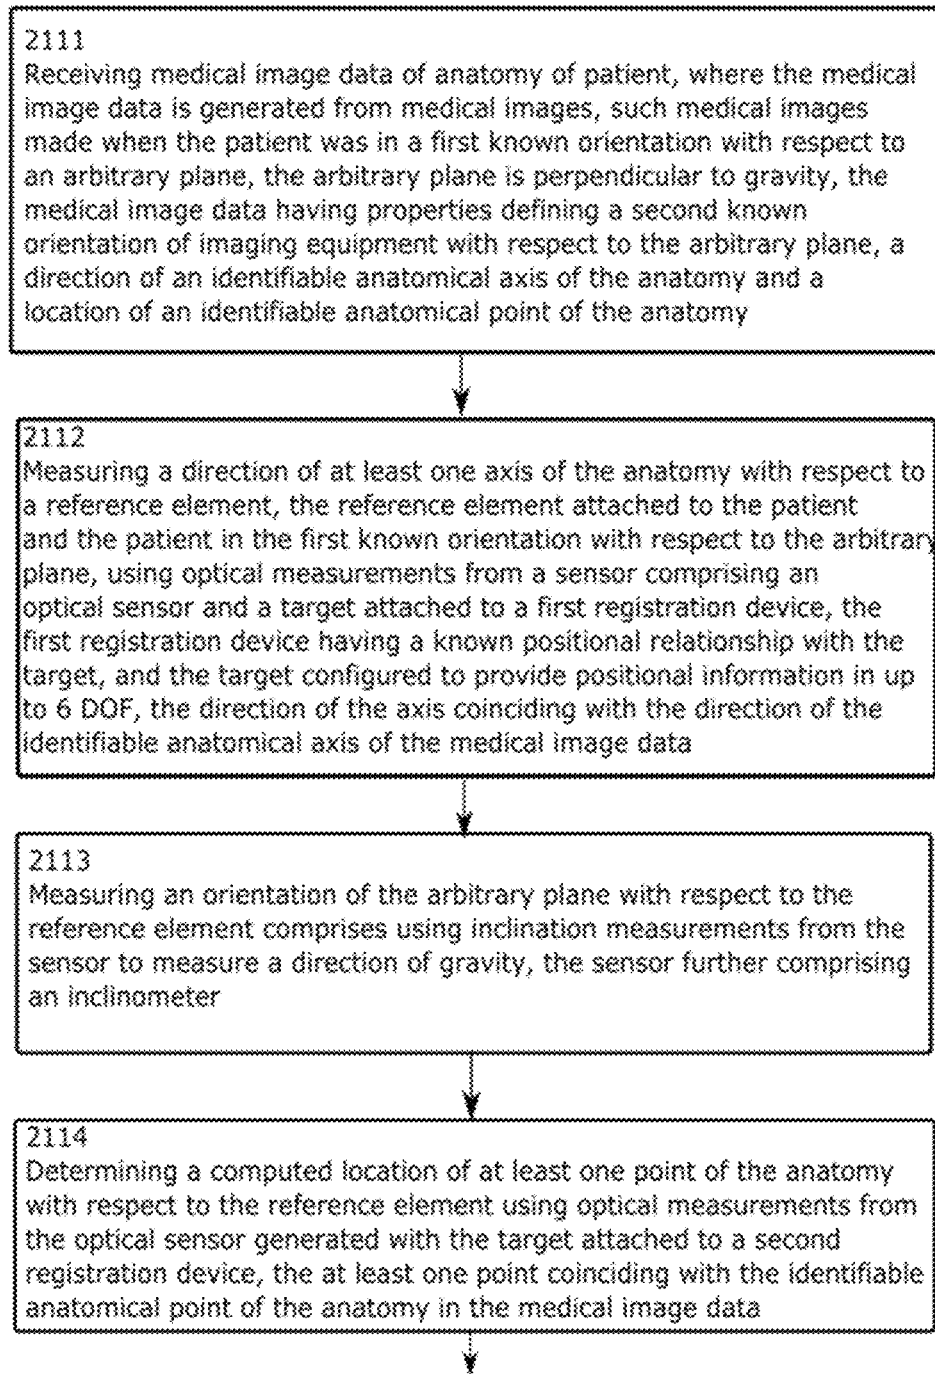 2111
Receiving medical image data of anatomy of patient, where the medical
image data is generated from medical images, such medical images
made when the patient was in a first known orientation with respect to
an arbitrary plane, the arbitrary plane is perpendicular to gravity, the
medical image data having properties defining a second known
orientation of imaging equipment with respect to the arbitrary plane, a
direction of an identifiable anatomical axis of the anatomy and a
location of an identifiable anatomical point of the anatomy
2112
Measuring a direction of at least one axis of the anatomy with respect to
a reference element, the reference element attached to the patient
and the patient in the first known orientation with respect to the arbitrary
plane, using optical measurements from a sensor comprising an
optical sensor and a target attached to a first registration device, the
first registration device having a known positional relationship with the
target, and the target configured to provide positional information in up
to 6 DOF, the direction of the axis coinciding with the direction of the
identifiable anatomical axis of the medical image data
2113
Measuring an orientation of the arbitrary plane with respect to the
reference element comprises using inclination measurements from the
sensor to measure a direction of gravity, the sensor further comprising
an inclinometer
2114
Determining a computed location of at least one point of the anatomy
with respect to the reference element using optical measurements from
the optical sensor generated with the target attached to a second
registration device, the at least one point coinciding with the identifiable
anatomical point of the anatomy in the medical image data